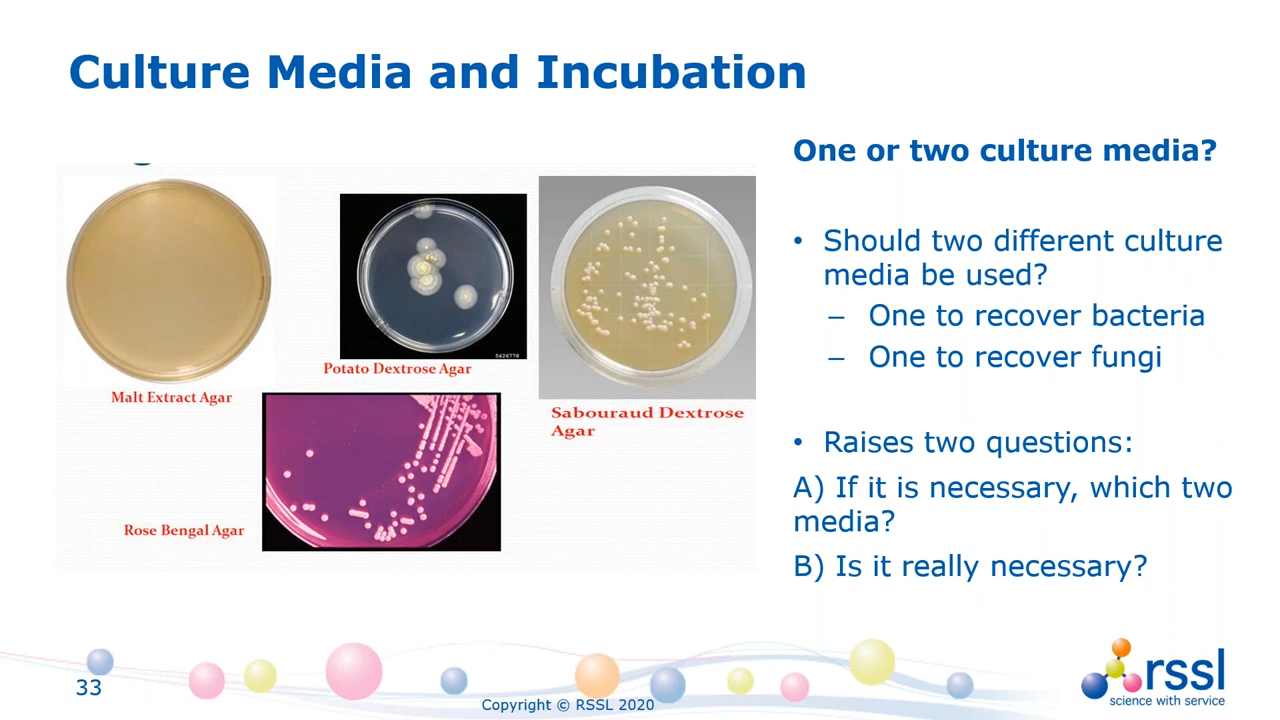 Culture Media and Incubation
One or two culture media?
• Should two different culture
media be used?
– One to recover bacteria
– One to recover fungi
• Raises two questions:
A) If it is necessary, which two
media?
B) Is it really necessary?
5426778
Potato Dextrose Agar
Malt Extract Agar
Sabouraud Dextrose
Agar
Rose Bengal Agar
33
Copyright © RSSL 2020
rssl
science with service